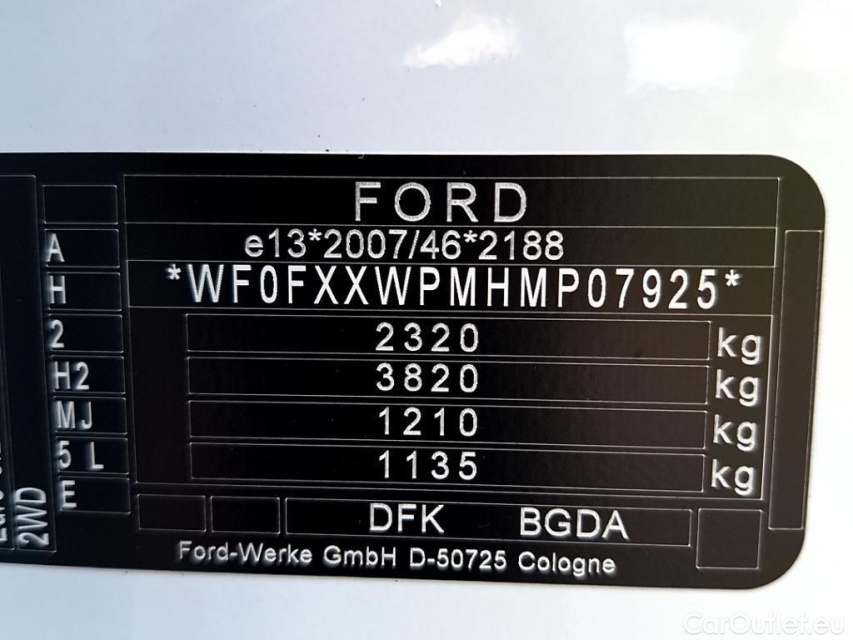 FORD
A
e13*2007/46*2188
H
*WF0FXXWPMHMP07925*
2
2320 kg
H2
3820 kg
MJ
1210 kg
5 L
1135 kg
E
2WD
DFK BGDA
Ford-Werke GmbH D-50725 Cologne
CarOutlet.eu